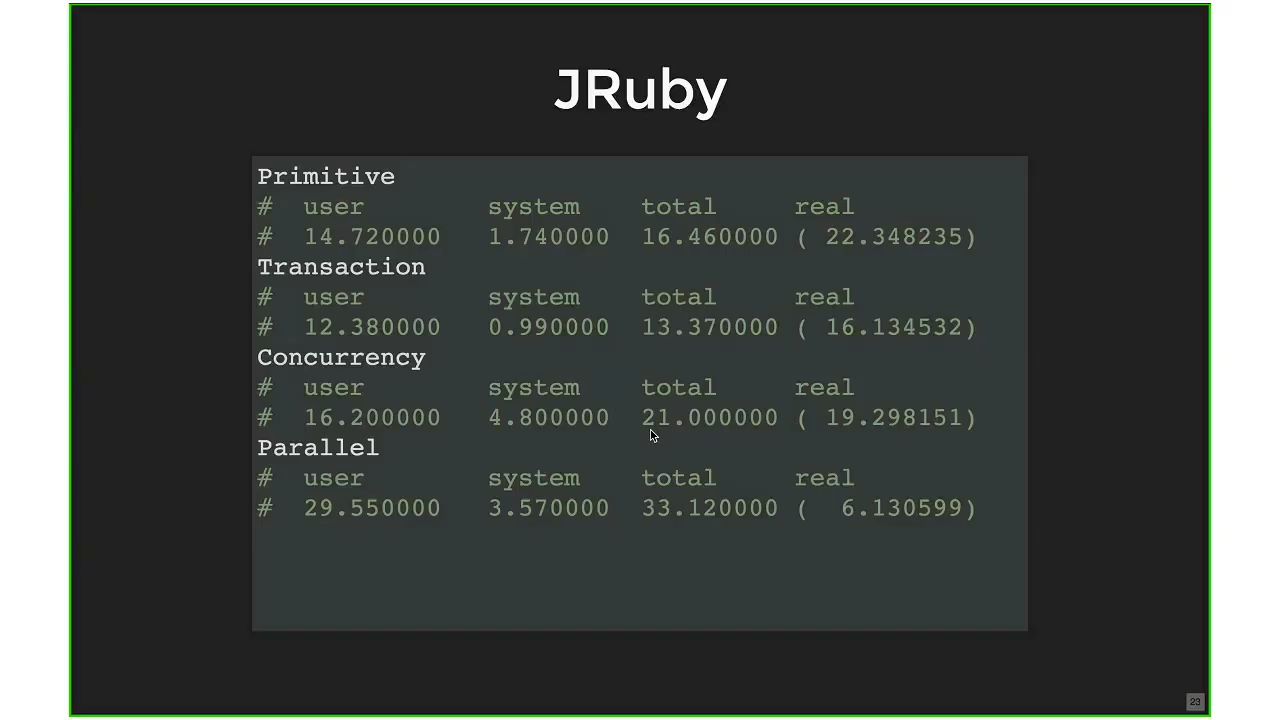 JRuby
Primitive
# user system total real
# 14.720000 1.740000 16.460000 ( 22.348235)
Transaction
# user system total real
# 12.380000 0.990000 13.370000 ( 16.134532)
Concurrency
# user system total real
# 16.200000 4.800000 21.000000 ( 19.298151)
Parallel
# user system total real
# 29.550000 3.570000 33.120000 ( 6.130599)
23